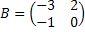 B = (−3 2
−1 0)